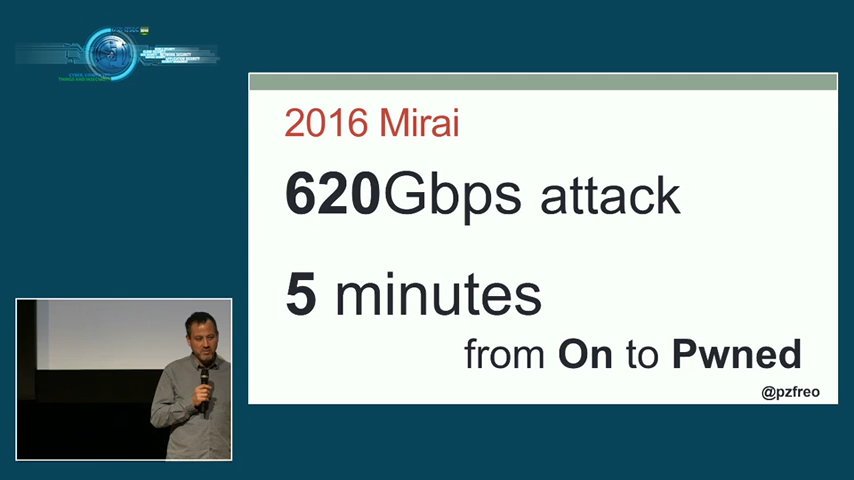 2016 Mirai
620Gbps attack
5 minutes
from On to Pwned
@pzfreo